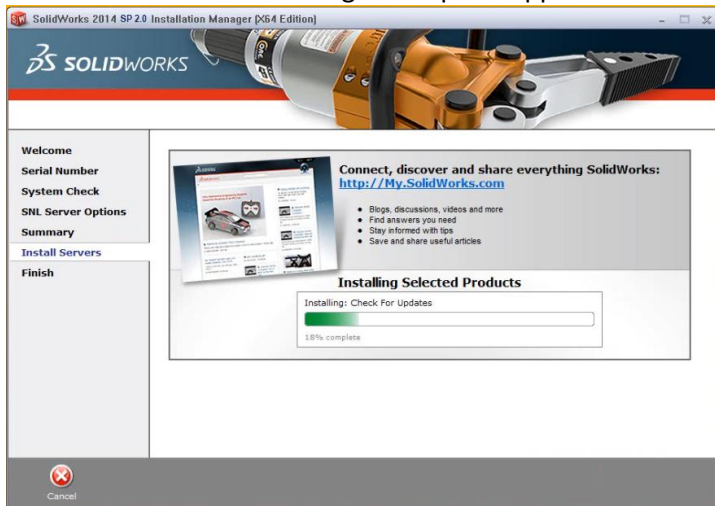 SolidWorks 2014 SP 2.0 Installation Manager (X64 Edition)
3S SOLIDWORKS
Welcome
Serial Number
System Check
SNL Server Options
Summary
Install Servers
Finish
Connect, discover and share everything SolidWorks:
http://My.SolidWorks.com
• Blogs, discussions, videos and more
• Find answers you need
• Stay informed with tips
• Save and share useful articles
Installing Selected Products
Installing: Check For Updates
18% complete
Cancel